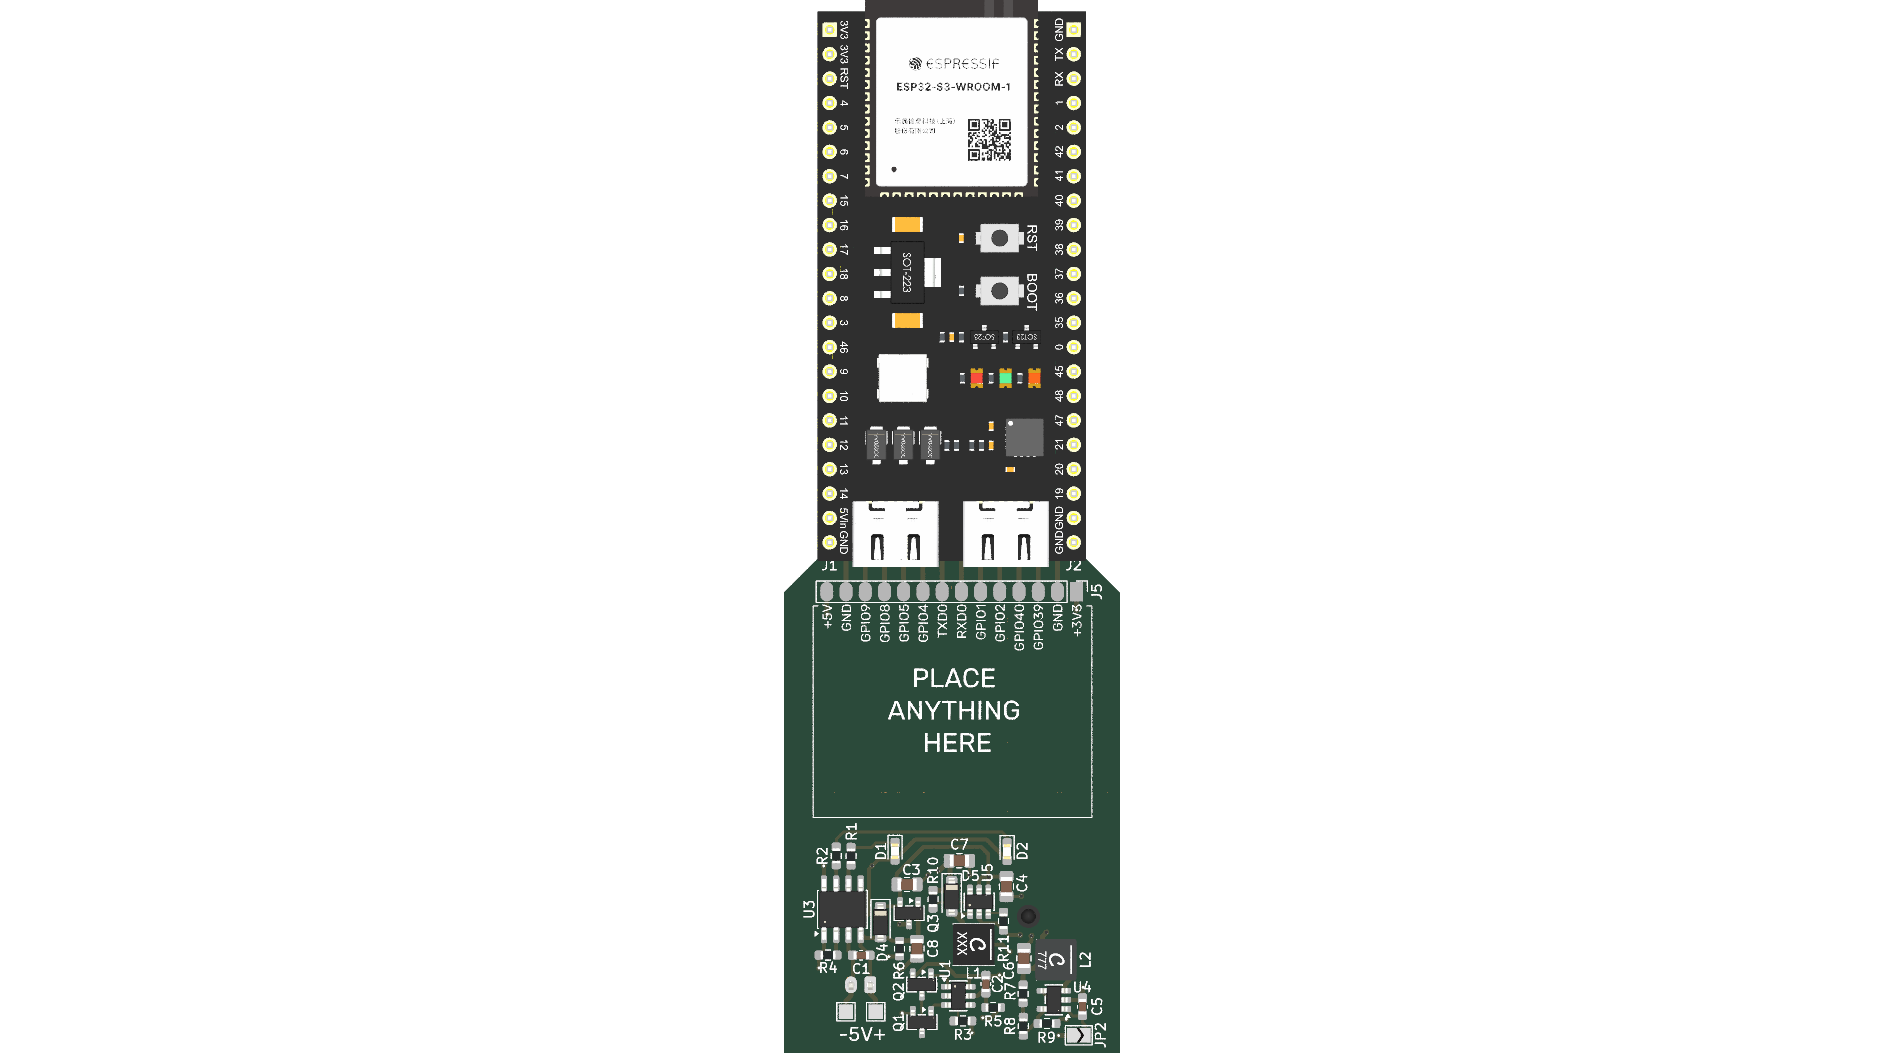 ESPRESSIF
ESP32-S3-WROOM-1
3V3
3V3
RST
4
5
6
7
15
16
17
18
8
3
46
9
10
11
12
13
14
5Vin
GND
GND
TX
RX
1
2
42
41
40
39
38
37
36
35
0
45
48
47
21
20
19
GND
GND
RST
BOOT
SOT-223
SOT23
J1
J2
J5
+5V
GND
GPIO9
GPIO8
GPIO5
GPIO4
TXD0
RXD0
GPIO1
GPIO2
GPIO40
GPIO39
GND
+3V3
PLACE
ANYTHING
HERE
R1
R2
D1
C7
D2
C3
R10
D5
U5
C4
U3
Q3
D4
R6
C8
XXX
R11
C6
L2
777
R4
C1
U1
L1
C2
R7
U4
Q2
Q1
R3
R5
R8
R9
C5
JP2
-5V+